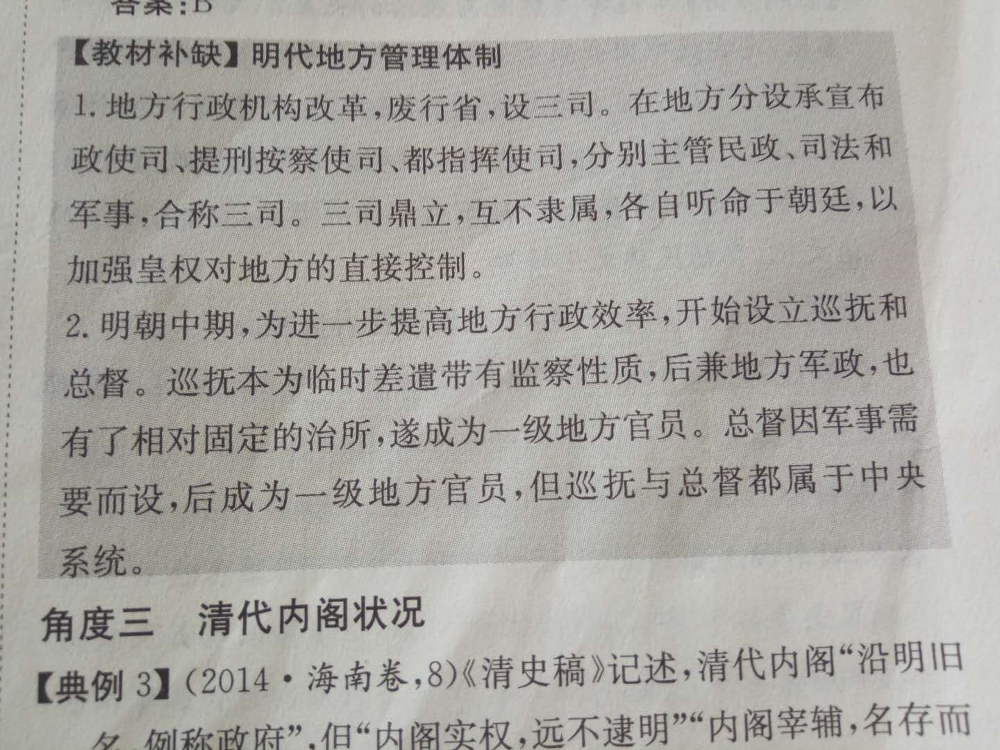 答案:B
【教材补缺】明代地方管理体制
1. 地方行政机构改革,废行省,设三司。在地方分设承宣布
政使司、提刑按察使司、都指挥使司,分别主管民政、司法和
军事,合称三司。三司鼎立,互不隶属,各自听命于朝廷,以
加强皇权对地方的直接控制。
2. 明朝中期,为进一步提高地方行政效率,开始设立巡抚和
总督。巡抚本为临时差遣带有监察性质,后兼地方军政,也
有了相对固定的治所,遂成为一级地方官员。总督因军事需
要而设,后成为一级地方官员,但巡抚与总督都属于中央
系统。
角度三 清代内阁状况
【典例 3】(2014·海南卷,8)《清史稿》记述,清代内阁“沿明旧
名,例称政府”,但“内阁实权,远不逮明”“内阁宰辅,名存而